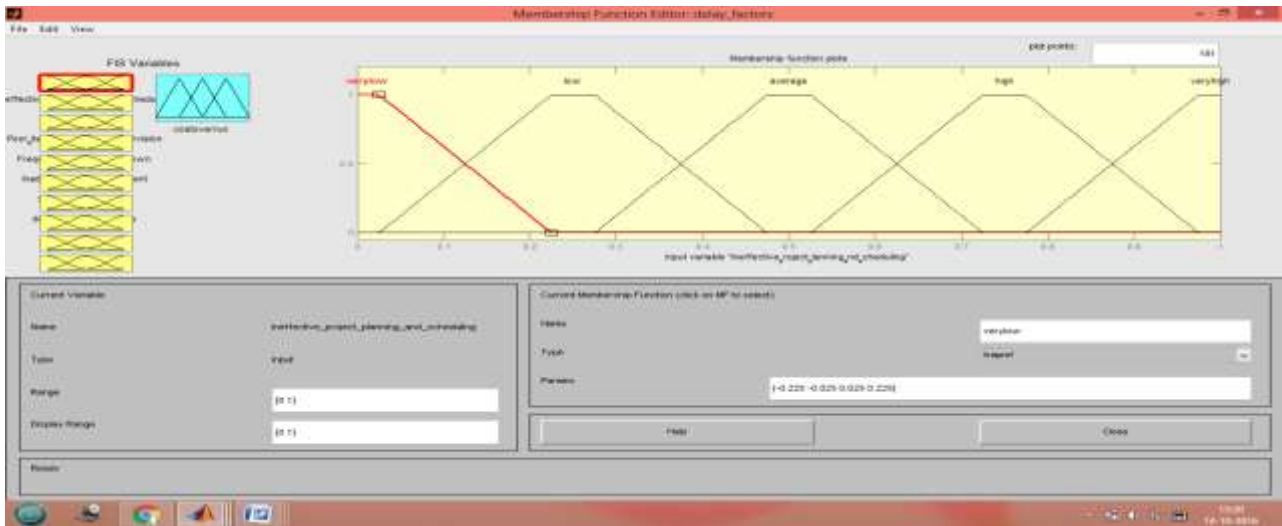 Membership Function Editor: delay_factors
File Edit View
FIS Variables
plot points:
181
Membership function plots
verylow low average high veryhigh
costoverrun
1
0.5
0
0 0.1 0.2 0.3 0.4 0.5 0.6 0.7 0.8 0.9 1
input variable
Current Variable
Name
ineffective_project_planning_and_scheduling
Type
input
Range
[0 1]
Display Range
[0 1]
Current Membership Function (click on MF to select)
Name
verylow
Type
trapmf
Params
[-0.225 -0.025 0.025 0.225]
Help
Close
Ready